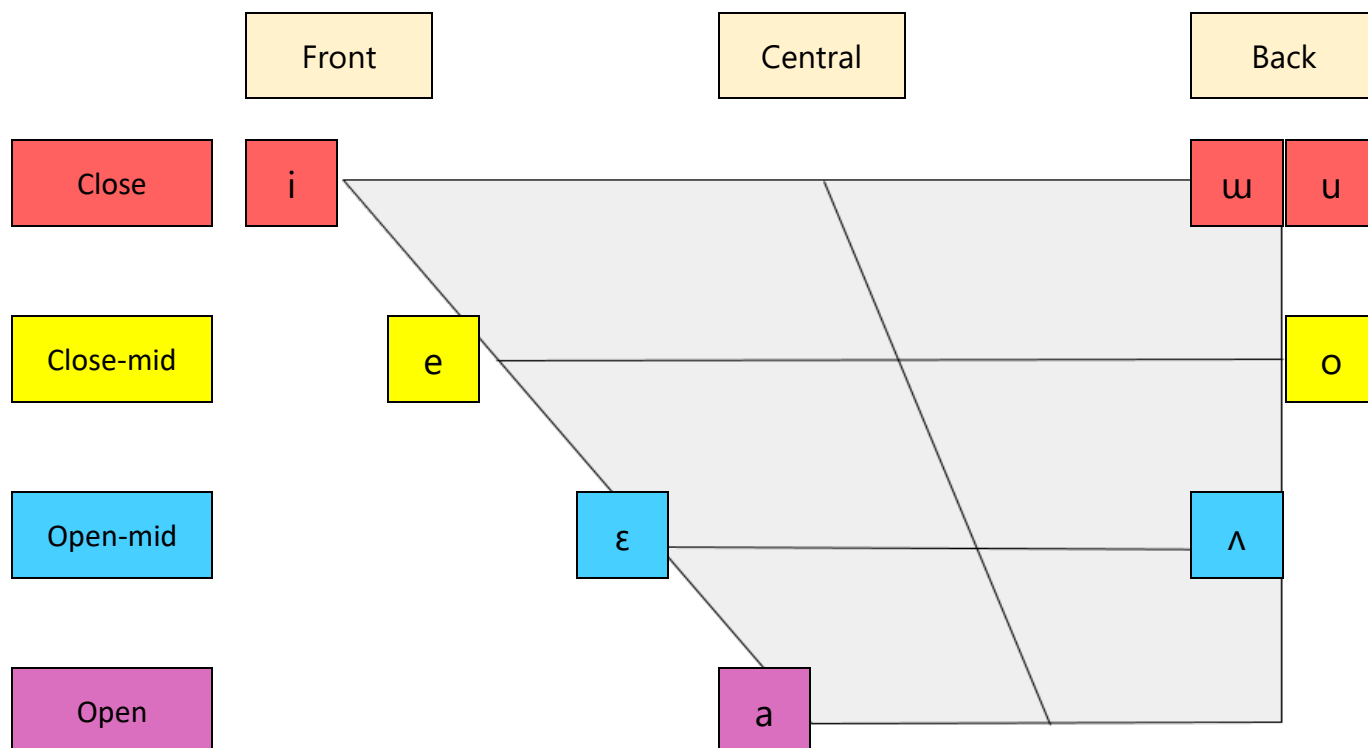 Front Central Back
Close i ɯ u
Close-mid e o
Open-mid ɛ ʌ
Open a